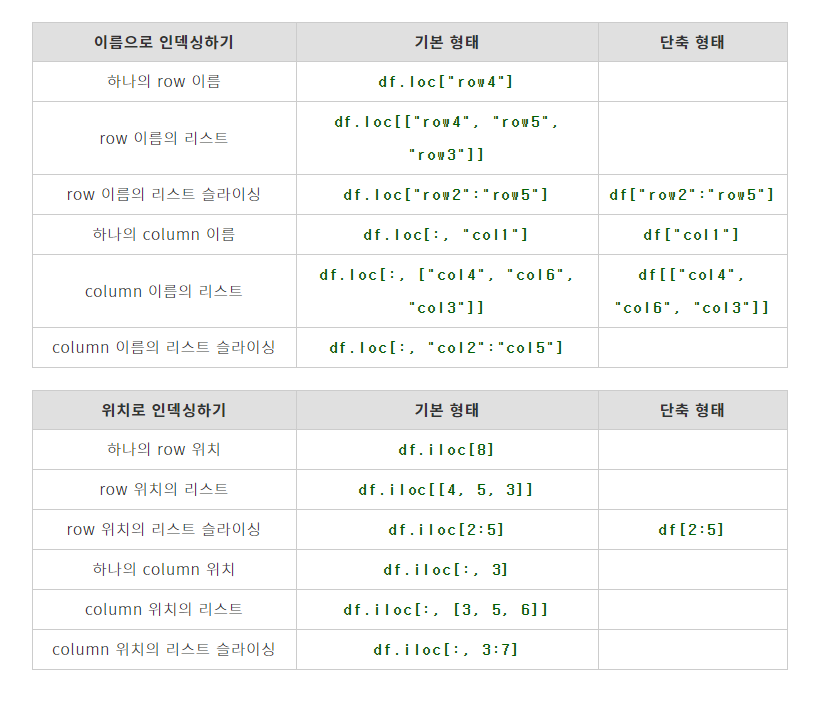 이름으로 인덱싱하기 기본 형태 단축 형태
하나의 row 이름 df.loc["row4"]
row 이름의 리스트 df.loc[["row4", "row5",
"row3"]]
row 이름의 리스트 슬라이싱 df.loc["row2":"row5"] df["row2":"row5"]
하나의 column 이름 df.loc[:, "col1"] df["col1"]
column 이름의 리스트 df.loc[:, ["col4", "col6",
"col3"]] df[["col4",
"col6", "col3"]]
column 이름의 리스트 슬라이싱 df.loc[:, "col2":"col5"]
위치로 인덱싱하기 기본 형태 단축 형태
하나의 row 위치 df.iloc[8]
row 위치의 리스트 df.iloc[[4, 5, 3]]
row 위치의 리스트 슬라이싱 df.iloc[2:5] df[2:5]
하나의 column 위치 df.iloc[:, 3]
column 위치의 리스트 df.iloc[:, [3, 5, 6]]
column 위치의 리스트 슬라이싱 df.iloc[:, 3:7]